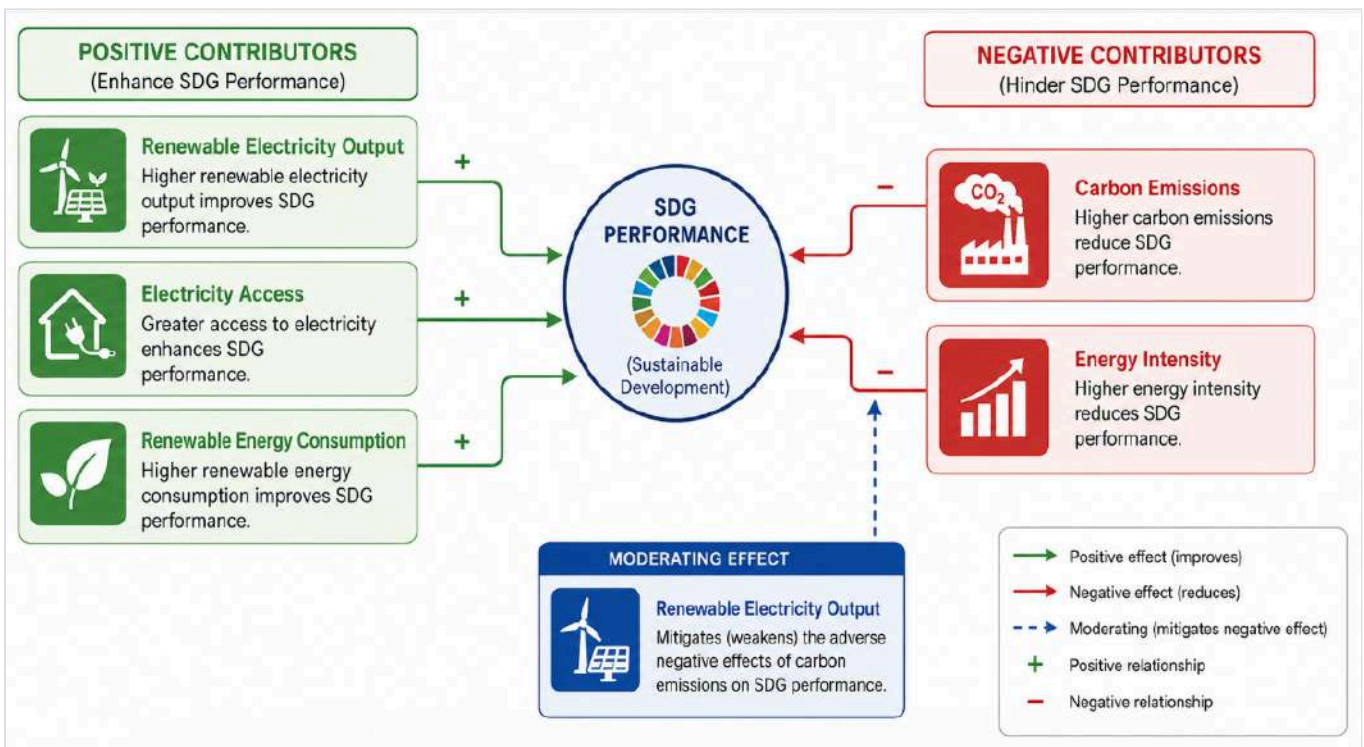 POSITIVE CONTRIBUTORS
(Enhance SDG Performance)
Renewable Electricity Output
Higher renewable electricity
output improves SDG
performance.
+
Electricity Access
Greater access to electricity
enhances SDG
performance.
+
Renewable Energy Consumption
Higher renewable energy
consumption improves SDG
performance.
+
SDG
PERFORMANCE
(Sustainable
Development)
NEGATIVE CONTRIBUTORS
(Hinder SDG Performance)
−
CO₂
Carbon Emissions
Higher carbon emissions
reduce SDG
performance.
−
Energy Intensity
Higher energy intensity
reduces SDG
performance.
MODERATING EFFECT
Renewable Electricity Output
Mitigates (weakens) the adverse
negative effects of carbon
emissions on SDG performance.
Positive effect (improves)
Negative effect (reduces)
Moderating (mitigates negative effect)
+ Positive relationship
− Negative relationship